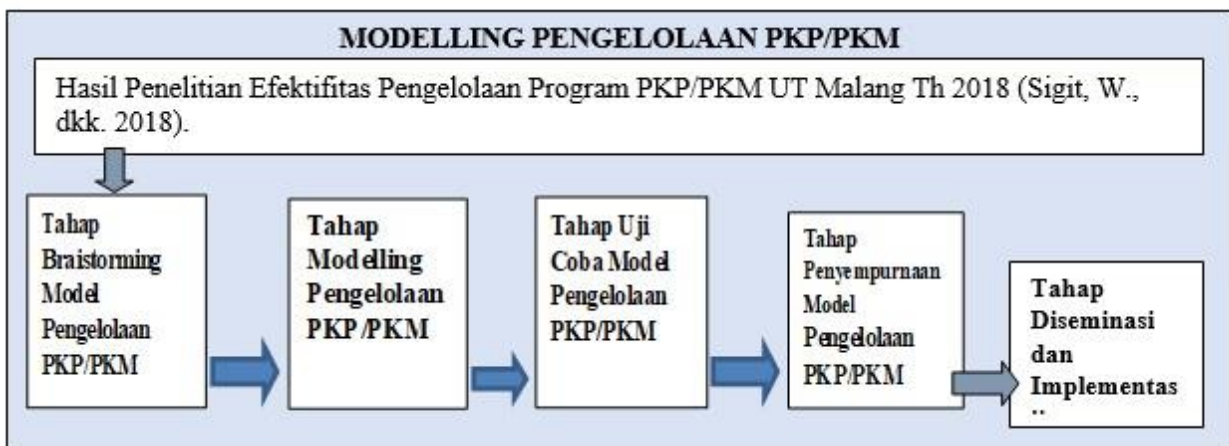 MODELLING PENGELOLAAN PKP/PKM
Hasil Penelitian Efektifitas Pengelolaan Program PKP/PKM UT Malang Th 2018 (Sigit, W.,
dkk. 2018).
Tahap
Braistorming
Model
Pengelolaan
PKP/PKM
Tahap
Modelling
Pengelolaan
PKP/PKM
Tahap Uji
Coba Model
Pengelolaan
PKP/PKM
Tahap
Penyempurnaan
Model
Pengelolaan
PKP/PKM
Tahap
Diseminasi
dan
Implementas